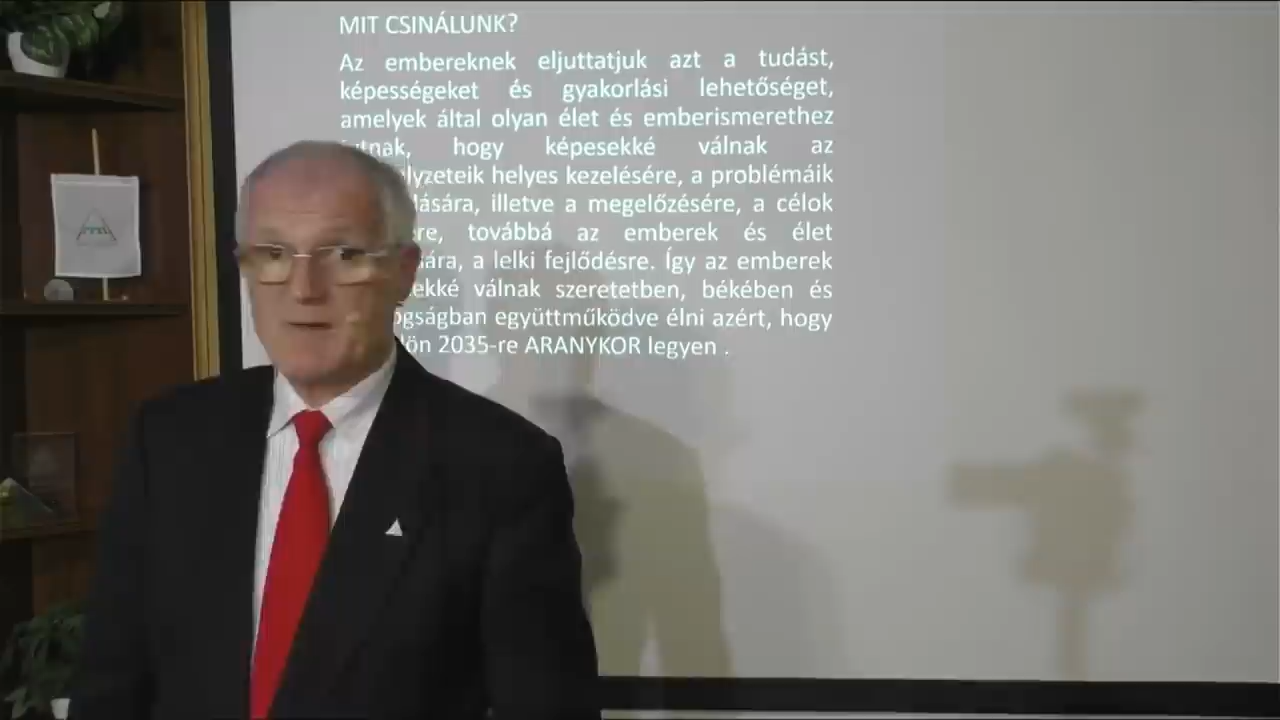 MIT CSINÁLUNK?
Az embereknek eljuttatjuk azt a tudást,
képességeket és gyakorlási lehetőséget,
amelyek által olyan élet és emberismerethez
hogy képesekké válnak az
helyes kezelésére, a problémáik
illetve a megelőzésére, a célok
továbbá az emberek és élet
a lelki fejlődésre. Így az emberek
válnak szeretetben, békében és
együttműködve élni azért, hogy
2035-re ARANYKOR legyen .